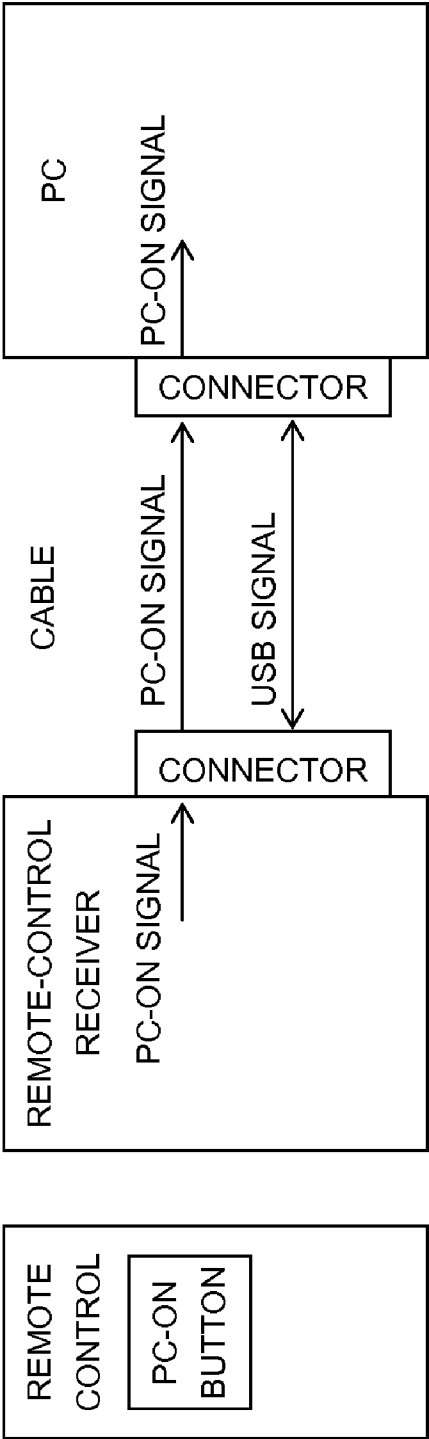 REMOTE
CONTROL
PC-ON
BUTTON
REMOTE-CONTROL
RECEIVER
PC-ON SIGNAL
CONNECTOR
CABLE
PC-ON SIGNAL
USB SIGNAL
CONNECTOR
PC
PC-ON SIGNAL